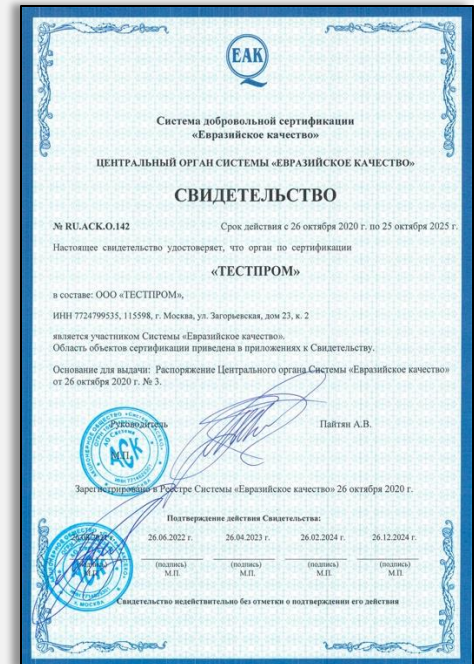 ЕАК
Система добровольной сертификации
«Евразийское качество»
ЦЕНТРАЛЬНЫЙ ОРГАН СИСТЕМЫ «ЕВРАЗИЙСКОЕ КАЧЕСТВО»
СВИДЕТЕЛЬСТВО
№ RU.АСК.О.142 Срок действия с 26 октября 2020 г. по 25 октября 2025 г.
Настоящее свидетельство удостоверяет, что орган по сертификации
«ТЕСТПРОМ»
в составе: ООО «ТЕСТПРОМ»,
ИНН 7724799535, 115598, г. Москва, ул. Загорьевская, дом 23, к. 2
является участником Системы «Евразийское качество».
Область объектов сертификации приведена в приложениях к Свидетельству.
Основание для выдачи: Распоряжение Центрального органа Системы «Евразийское качество»
от 26 октября 2020 г. № 3.
Руководитель Пайтян А.В.
М.П.
АСК
Зарегистрировано в Реестре Системы «Евразийское качество» 26 октября 2020 г.
Подтверждение действия Свидетельства:
26.06.2022 г. 26.04.2023 г. 26.02.2024 г. 26.12.2024 г.
(подпись) (подпись) (подпись) (подпись)
М.П. М.П. М.П. М.П.
АСК
Свидетельство недействительно без отметки о подтверждении его действия